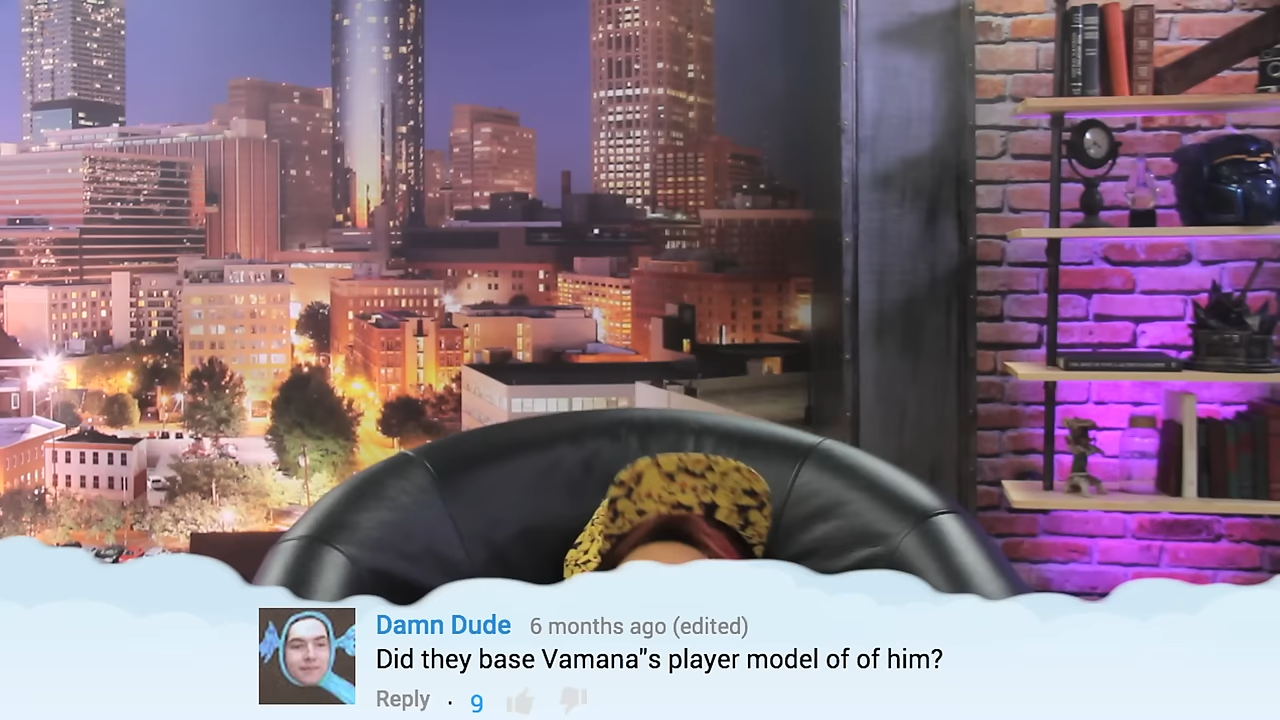 Damn Dude 6 months ago (edited)
Did they base Vamana"s player model of of him?
Reply · 9